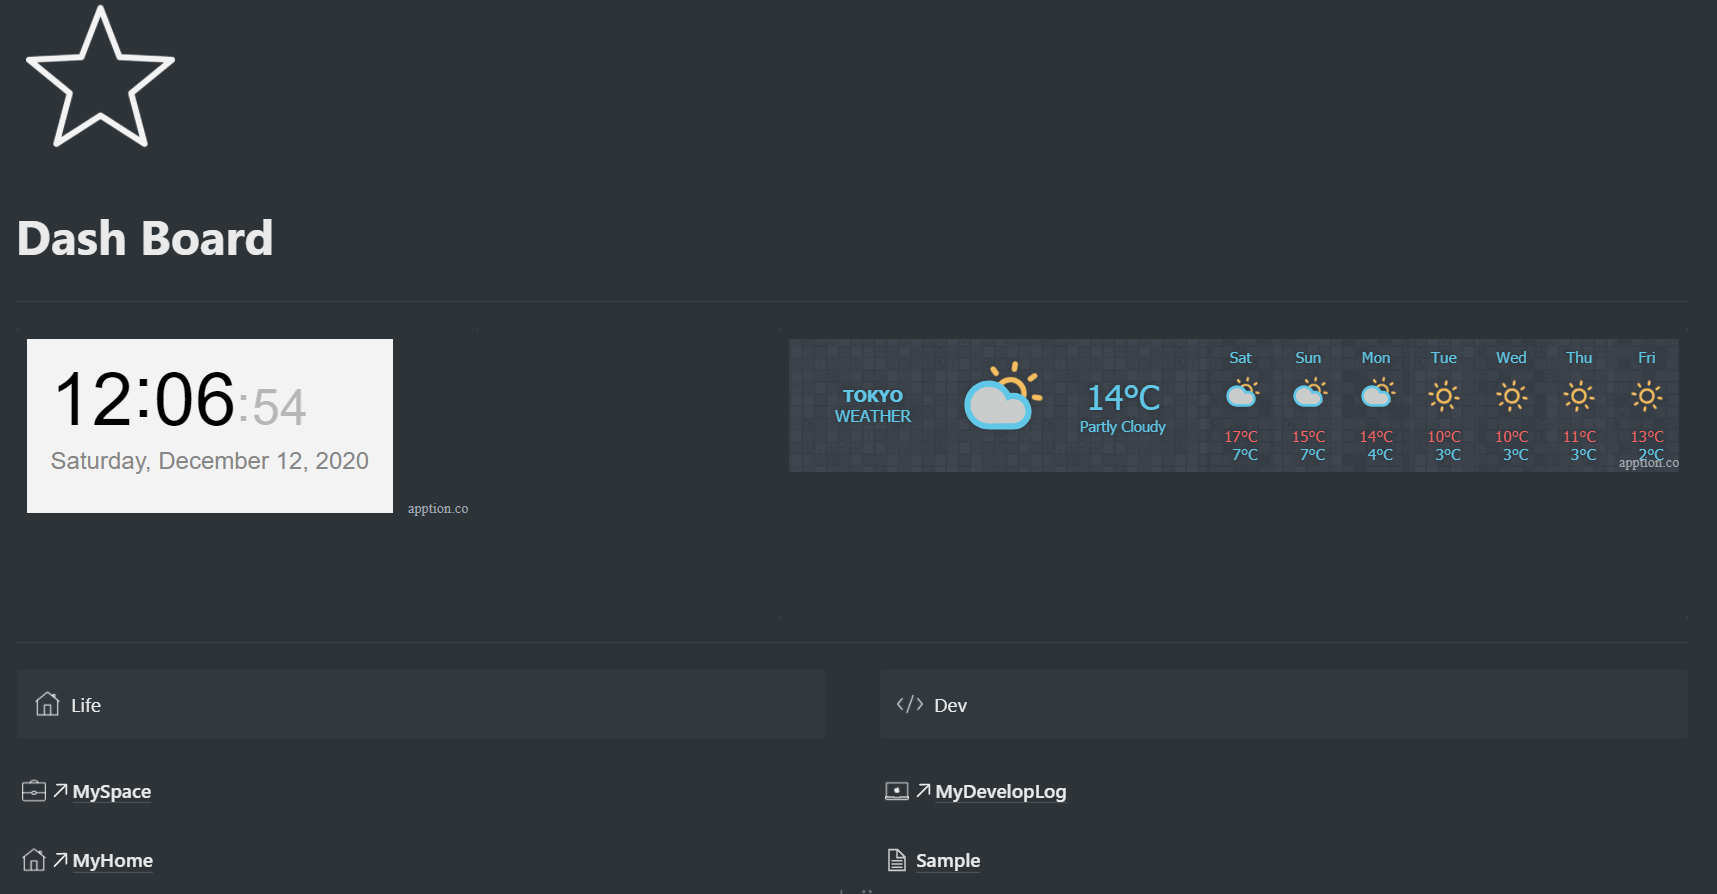 Dash Board
12:06:54
Saturday, December 12, 2020
apption.co
TOKYO
WEATHER
14°C
Partly Cloudy
Sat Sun Mon Tue Wed Thu Fri
17°C 15°C 14°C 10°C 10°C 11°C 13°C
7°C 7°C 4°C 3°C 3°C 3°C 2°C
apption.co
Life
Dev
MySpace
MyDevelopLog
MyHome
Sample